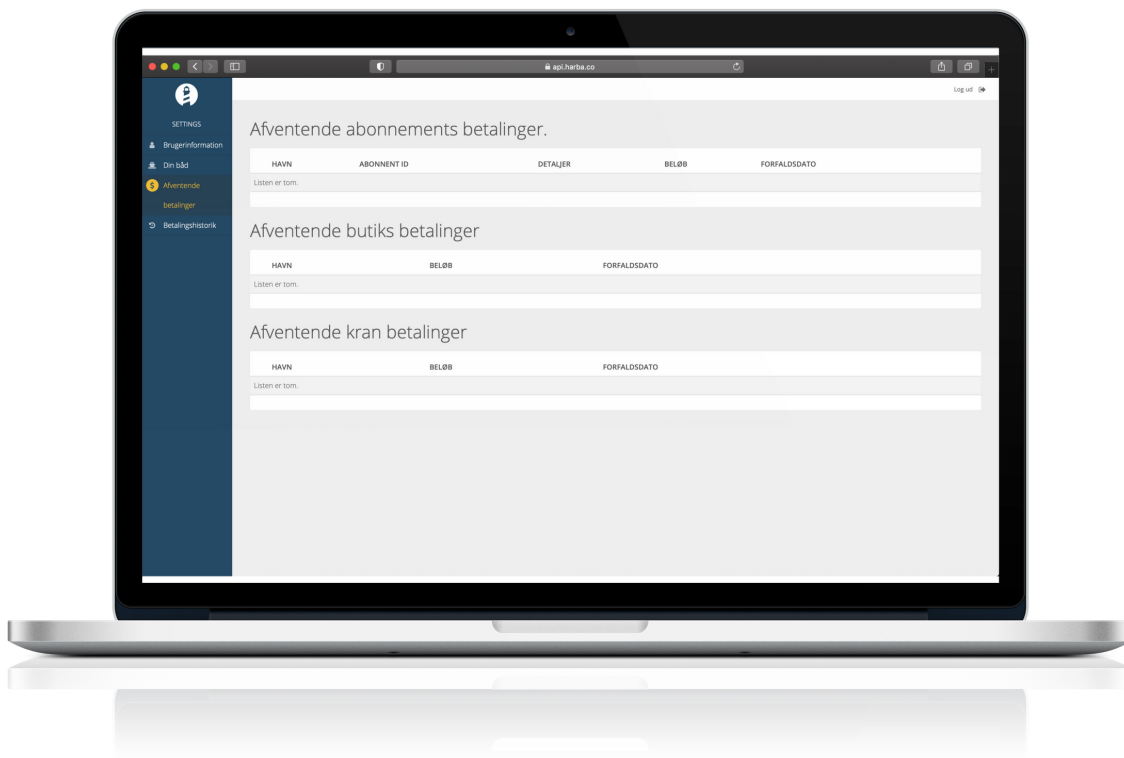 api.harba.co
Log ud
SETTINGS
Brugerinformation
Din båd
Afventende
betalinger
Betalingshistorik
Afventende abonnements betalinger.
HAVN ABONNENT ID DETALJER BELØB FORFALDSDATO
Listen er tom.
Afventende butiks betalinger
HAVN BELØB FORFALDSDATO
Listen er tom.
Afventende kran betalinger
HAVN BELØB FORFALDSDATO
Listen er tom.